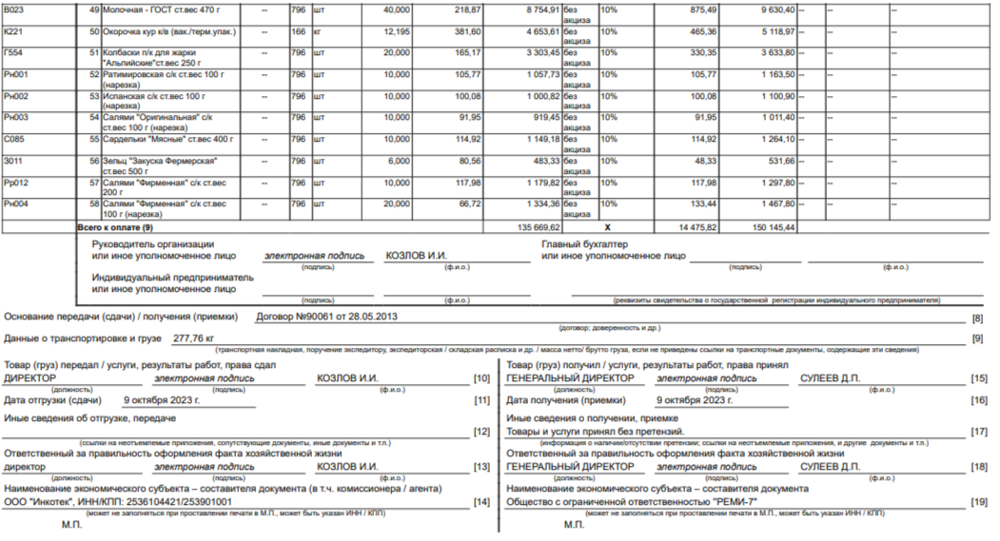 В023 49 Молочная - ГОСТ ст.вес 470 г -- 796 шт 40,000 218,87 8 754,91 без акциза 10% 875,49 9 630,40 -- -- --
К221 50 Окорочка кур к/в (вак./терм.упак.) -- 166 кг 12,195 381,60 4 653,61 без акциза 10% 465,36 5 118,97 -- -- --
Г554 51 Колбаски п/к для жарки "Альпийские"ст.вес 250 г -- 796 шт 20,000 165,17 3 303,45 без акциза 10% 330,35 3 633,80 -- -- --
Рн001 52 Ратимировская с/к ст.вес 100 г (нарезка) -- 796 шт 10,000 105,77 1 057,73 без акциза 10% 105,77 1 163,50 -- -- --
Рн002 53 Испанская с/к ст.вес 100 г (нарезка) -- 796 шт 10,000 100,08 1 000,82 без акциза 10% 100,08 1 100,90 -- -- --
Рн003 54 Салями "Оригинальная" с/к ст.вес 100 г (нарезка) -- 796 шт 10,000 91,95 919,45 без акциза 10% 91,95 1 011,40 -- -- --
С085 55 Сардельки "Мясные" ст.вес 400 г -- 796 шт 10,000 114,92 1 149,18 без акциза 10% 114,92 1 264,10 -- -- --
З011 56 Зельц "Закуска Фермерская" ст.вес 500 г -- 796 шт 6,000 80,56 483,33 без акциза 10% 48,33 531,66 -- -- --
Рр012 57 Салями "Фирменная" с/к ст.вес 200 г -- 796 шт 10,000 117,98 1 179,82 без акциза 10% 117,98 1 297,80 -- -- --
Рн004 58 Салями "Фирменная" с/к ст.вес 100 г (нарезка) -- 796 шт 20,000 66,72 1 334,36 без акциза 10% 133,44 1 467,80 -- -- --
Всего к оплате (9) 135 669,62 X 14 475,82 150 145,44
Руководитель организации Главный бухгалтер
или иное уполномоченное лицо электронная подпись КОЗЛОВ И.И. или иное уполномоченное лицо
(подпись) (ф.и.о.) (подпись) (ф.и.о.)
Индивидуальный предприниматель
или иное уполномоченное лицо
(подпись) (ф.и.о.) (реквизиты свидетельства о государственной регистрации индивидуального предпринимателя)
Основание передачи (сдачи) / получения (приемки) Договор №90061 от 28.05.2013 [8]
(договор; доверенность и др.)
Данные о транспортировке и грузе 277,76 кг [9]
(транспортная накладная, поручение экспедитору, экспедиторская / складская расписка и др. / масса нетто/ брутто груза, если не приведены ссылки на транспортные документы, содержащие эти сведения)
Товар (груз) передал / услуги, результаты работ, права сдал
ДИРЕКТОР электронная подпись КОЗЛОВ И.И. [10]
(должность) (подпись) (ф.и.о.)
Дата отгрузки (сдачи) 9 октября 2023 г. [11]
Иные сведения об отгрузке, передаче
[12]
(ссылки на неотъемлемые приложения, сопутствующие документы, иные документы и т.п.)
Ответственный за правильность оформления факта хозяйственной жизни
директор электронная подпись КОЗЛОВ И.И. [13]
(должность) (подпись) (ф.и.о.)
Наименование экономического субъекта – составителя документа (в т.ч. комиссионера / агента)
ООО "Инкотек", ИНН/КПП: 2536104421/253901001 [14]
(может не заполняться при проставлении печати в М.П., может быть указан ИНН / КПП)
М.П.
Товар (груз) получил / услуги, результаты работ, права принял
ГЕНЕРАЛЬНЫЙ ДИРЕКТОР электронная подпись СУЛЕЕВ Д.П. [15]
(должность) (подпись) (ф.и.о.)
Дата получения (приемки) 9 октября 2023 г. [16]
Иные сведения о получении, приемке
Товары и услуги принял без претензий. [17]
(информация о наличии/отсутствии претензии; ссылки на неотъемлемые приложения, и другие документы и т.п.)
Ответственный за правильность оформления факта хозяйственной жизни
ГЕНЕРАЛЬНЫЙ ДИРЕКТОР электронная подпись СУЛЕЕВ Д.П. [18]
(должность) (подпись) (ф.и.о.)
Наименование экономического субъекта – составителя документа
Общество с ограниченной ответственностью "РЕМИ-7" [19]
(может не заполняться при проставлении печати в М.П., может быть указан ИНН / КПП)
М.П.